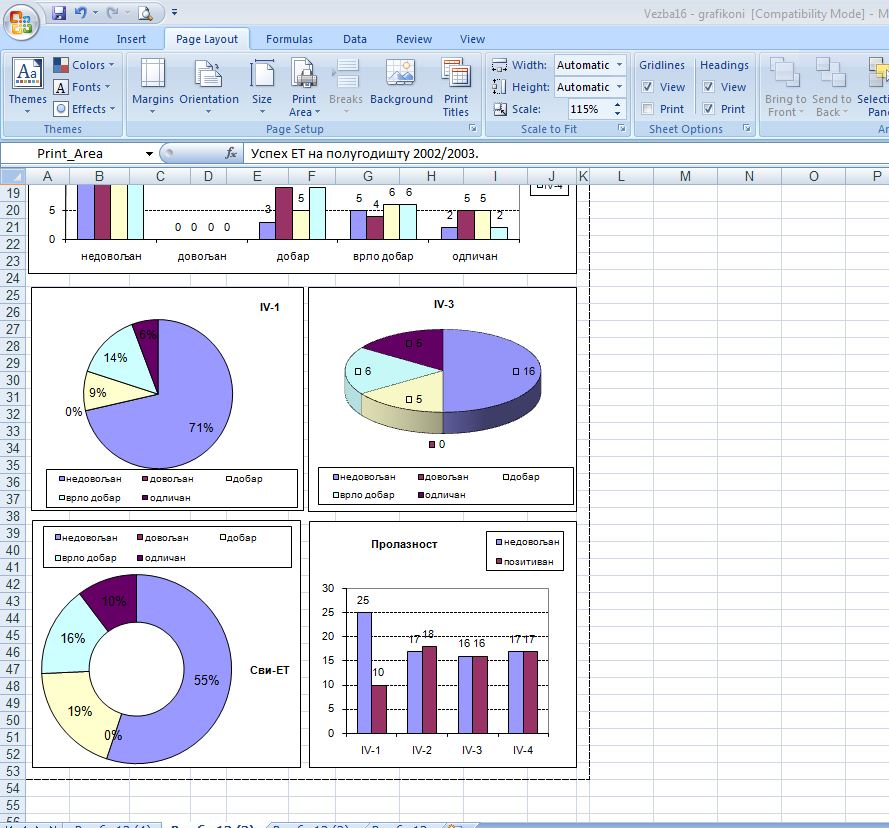 Vezba16 - grafikoni [Compatibility Mode] - M
Home Insert Page Layout Formulas Data Review View
Themes Colors Fonts Effects Margins Orientation Size Print Area Breaks Background Print Titles
Width: Automatic
Height: Automatic
Scale: 115%
Gridlines View Print
Headings View Print
Bring to Front Send to Back
Themes Page Setup Scale to Fit Sheet Options
Print_Area fx Успех ЕТ на полугодишту 2002/2003.
A B C D E F G H I J K L M N O P
19
20
21
22
23
24
25
26
27
28
29
30
31
32
33
34
35
36
37
38
39
40
41
42
43
44
45
46
47
48
49
50
51
52
53
54
55
56
IV-4
5
0
0 0 0 0
3 5
5 4 6 6
2 5 5 2
недовољан довољан добар врло добар одличан
IV-1
6%
14%
9%
0%
71%
недовољан довољан добар
врло добар одличан
IV-3
5
6
16
5
0
недовољан довољан добар
врло добар одличан
недовољан довољан добар
врло добар одличан
10%
16%
55%
19%
0%
Сви-ЕТ
Пролазност
недовољан
позитиван
30
25
20
15
10
5
0
25 10
17 18
16 16
17 17
IV-1 IV-2 IV-3 IV-4